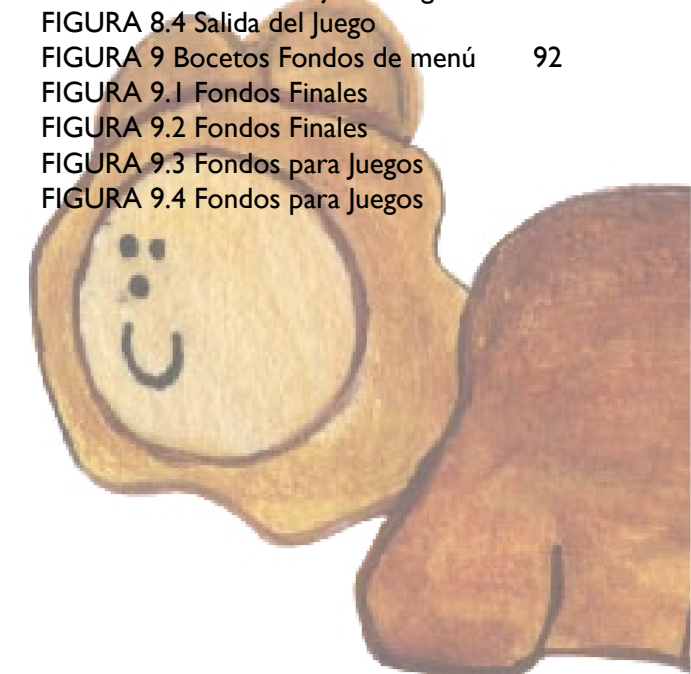 FIGURA 8.4 Salida del Juego
FIGURA 9 Bocetos Fondos de menú 92
FIGURA 9.1 Fondos Finales
FIGURA 9.2 Fondos Finales
FIGURA 9.3 Fondos para Juegos
FIGURA 9.4 Fondos para Juegos